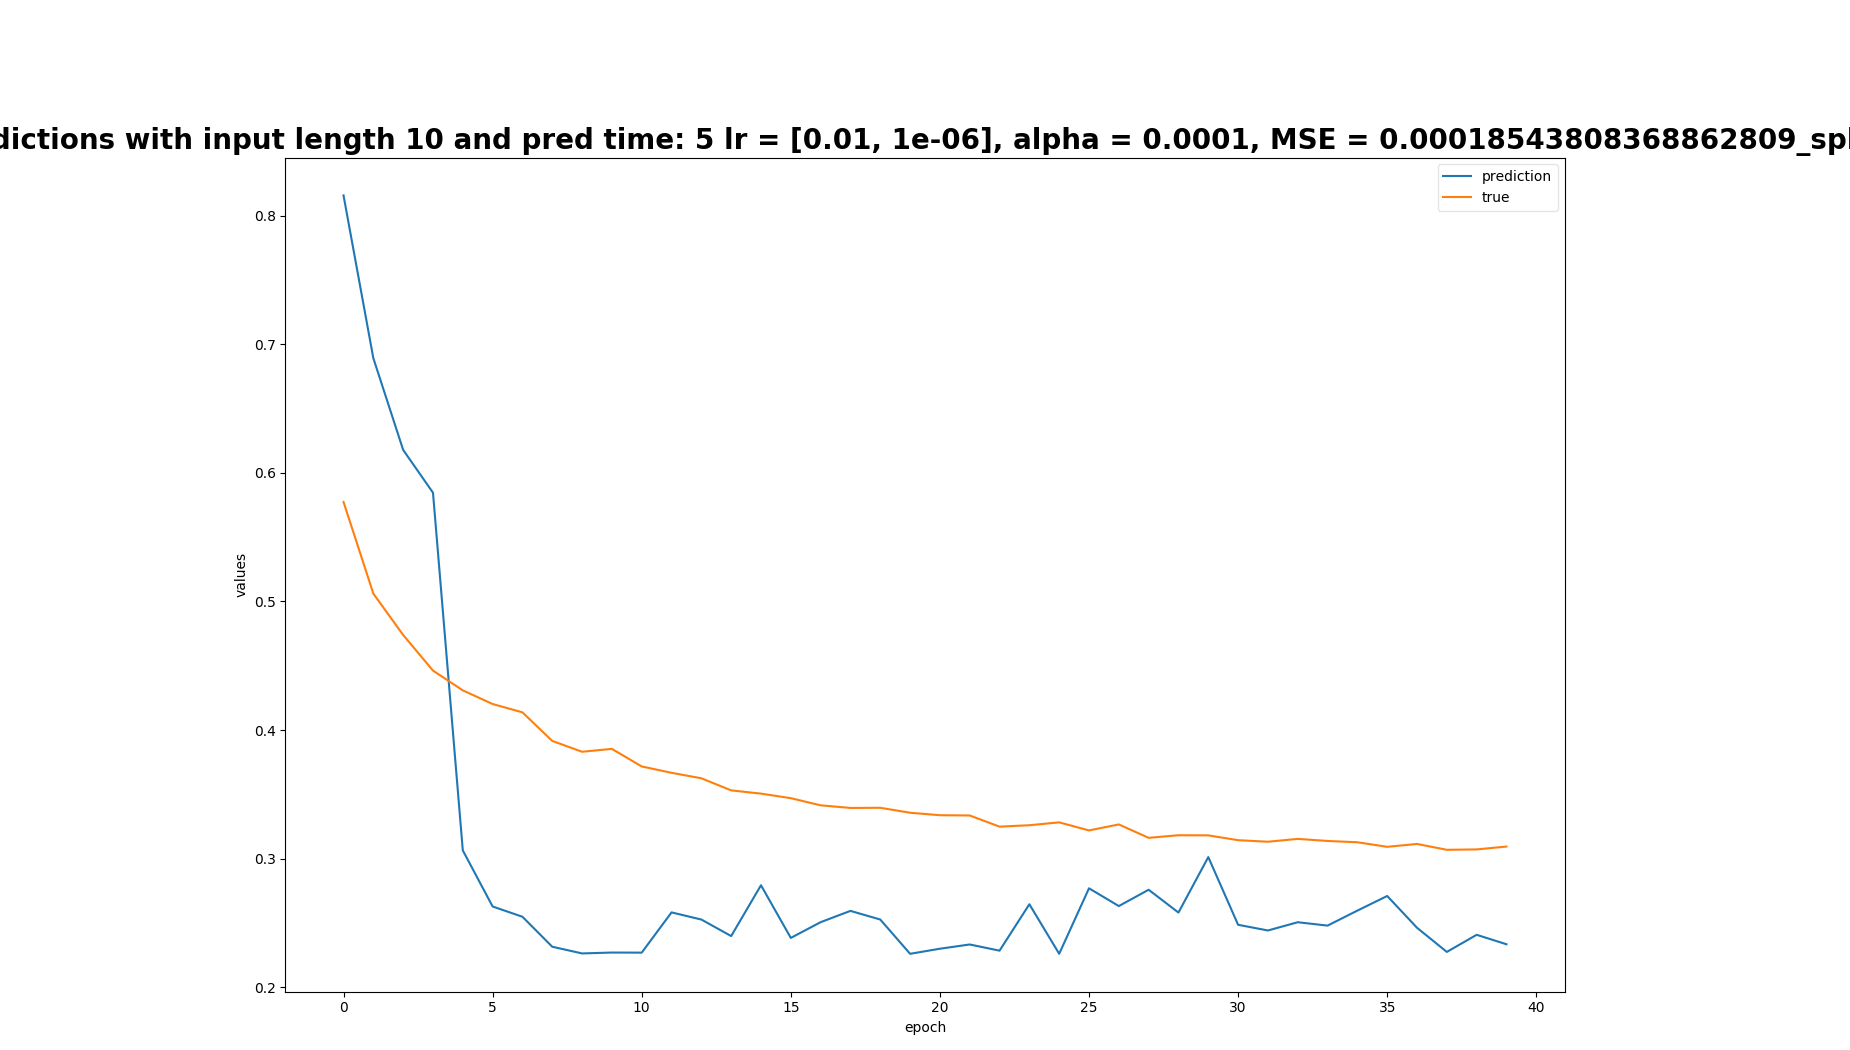 dictions with input length 10 and pred time: 5 lr = [0.01, 1e-06], alpha = 0.0001, MSE = 0.00018543808368862809_spl
prediction
true
0.8
0.7
0.6
0.5
0.4
0.3
0.2
values
0 5 10 15 20 25 30 35 40
epoch